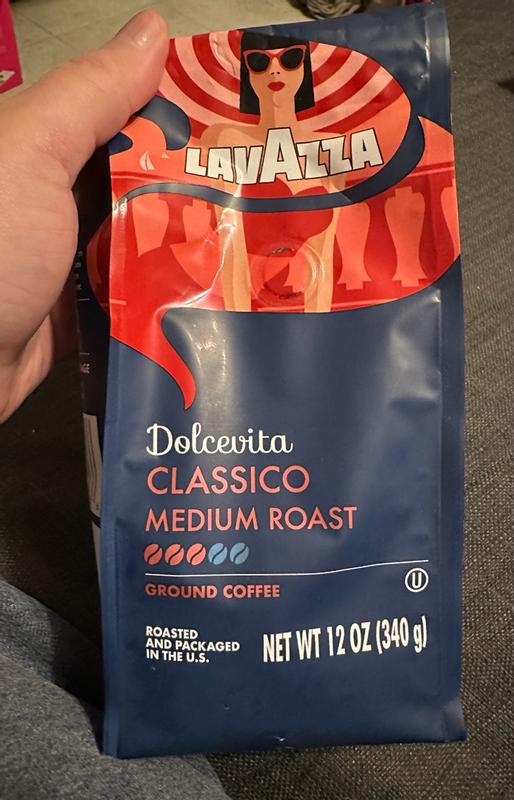 LAVAZZA
Dolcevita
CLASSICO
MEDIUM ROAST
GROUND COFFEE
U
ROASTED
AND PACKAGED
IN THE U.S.
NET WT 12 OZ (340 g)